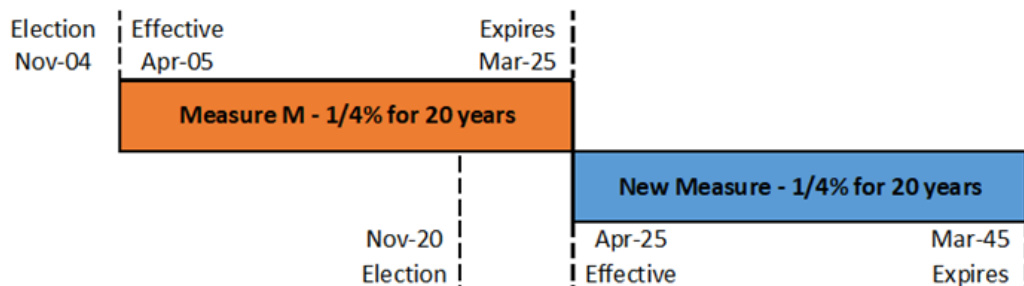 Election Effective Expires
Nov-04 Apr-05 Mar-25
Measure M - 1/4% for 20 years
New Measure - 1/4% for 20 years
Nov-20 Apr-25 Mar-45
Election Effective Expires